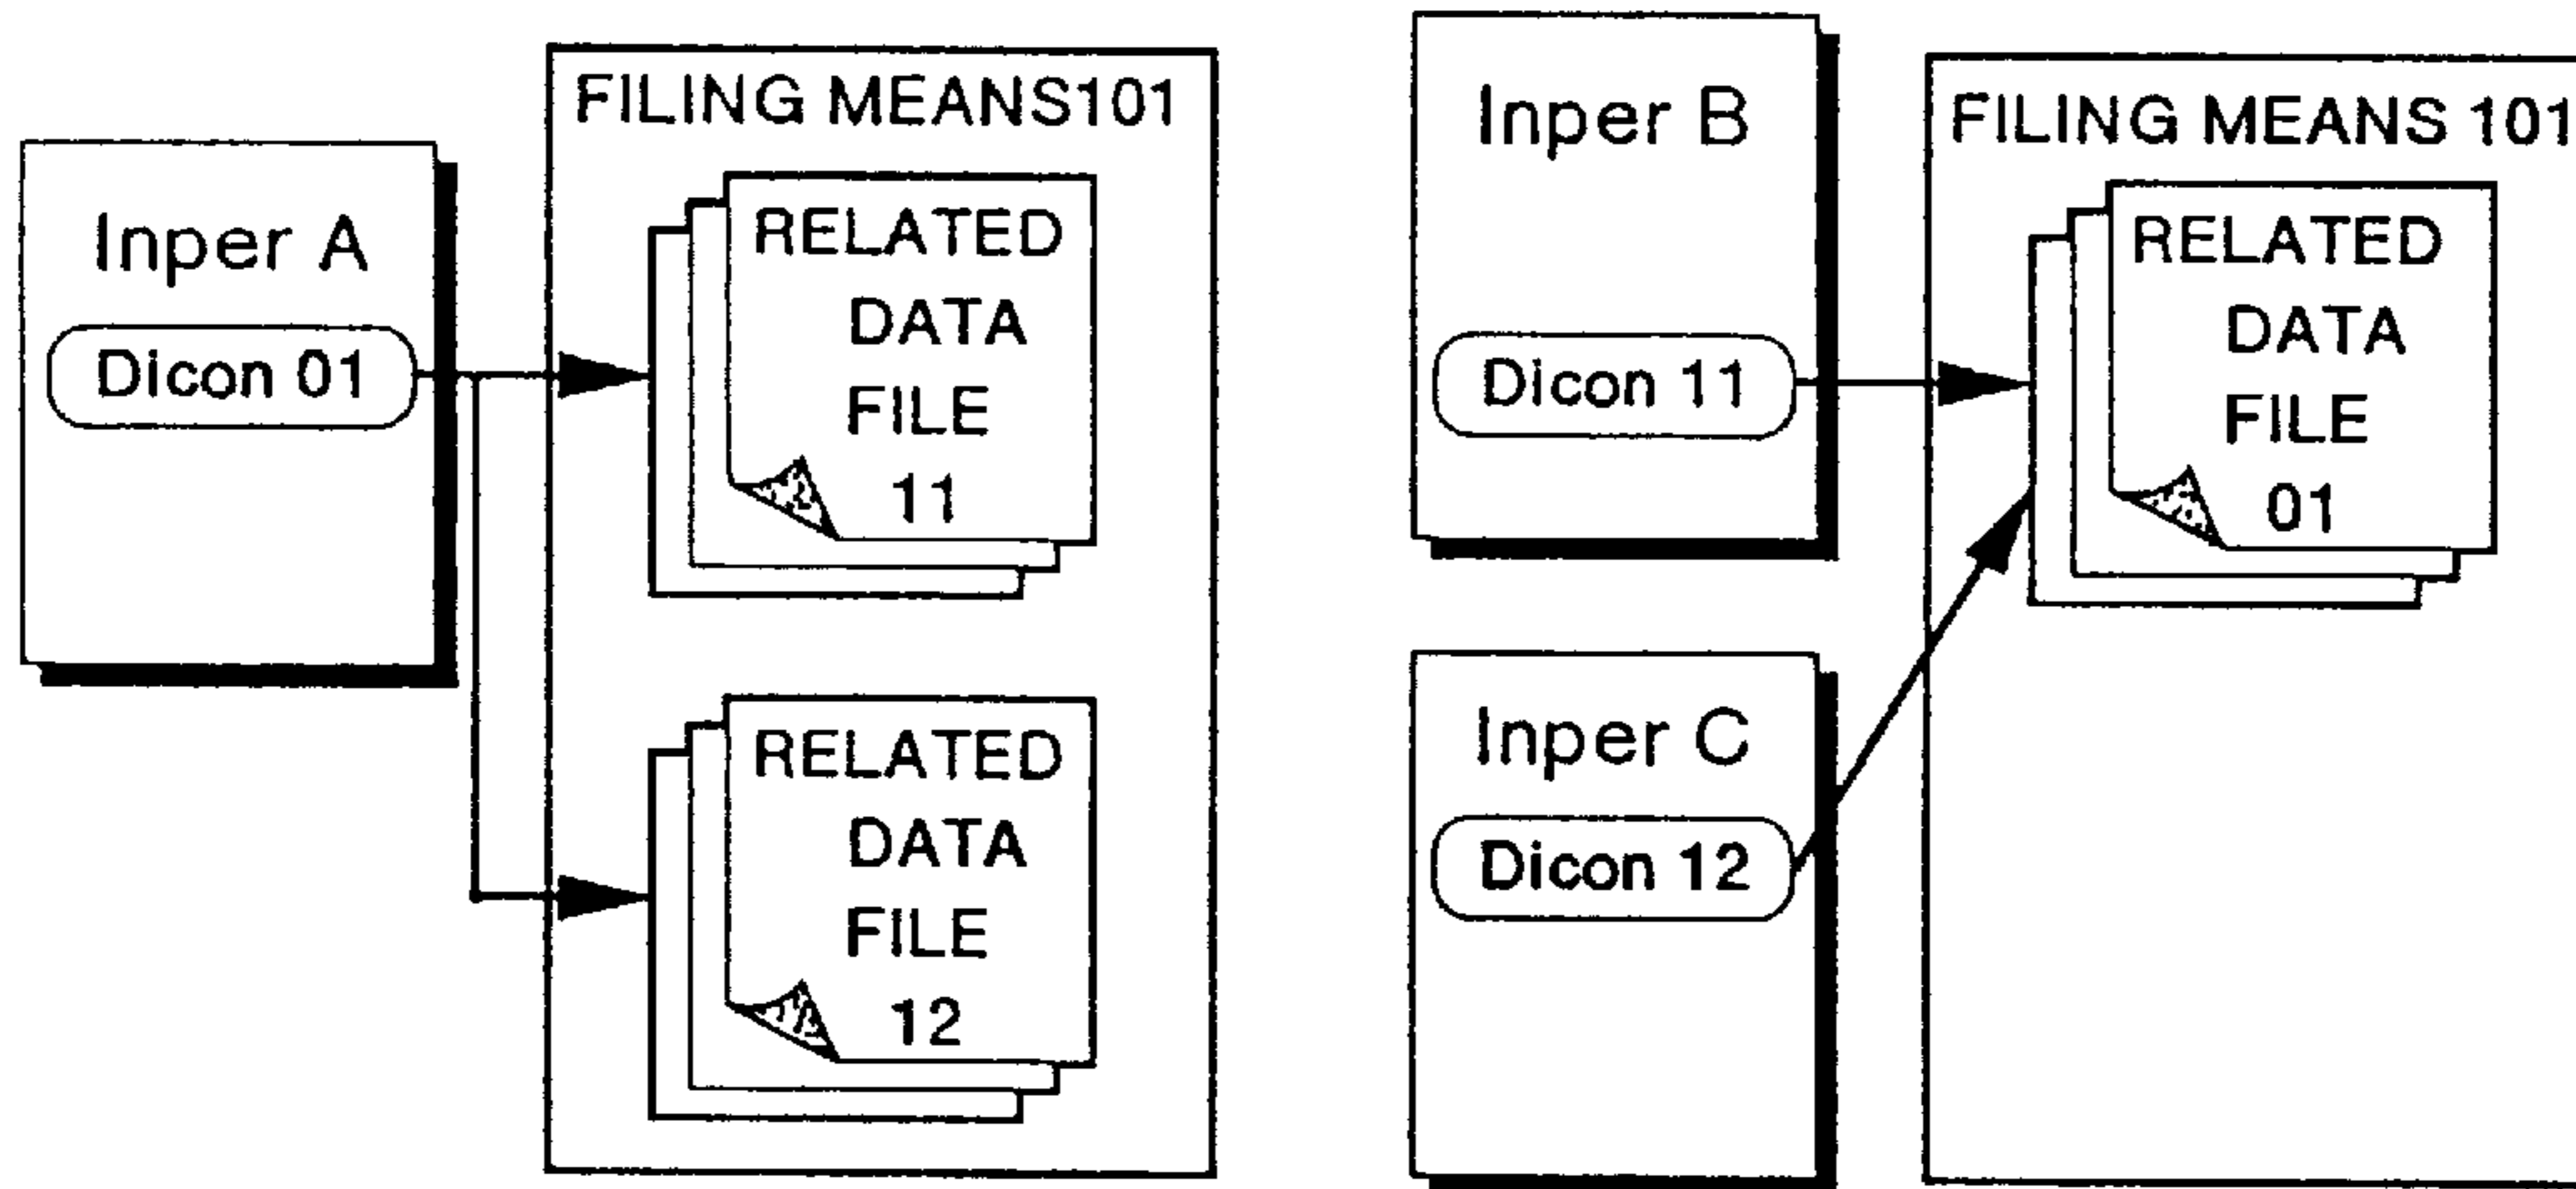 FILING MEANS101
Inper A
Dicon 01
RELATED
DATA
FILE
11
RELATED
DATA
FILE
12
Inper B
Dicon 11
FILING MEANS 101
RELATED
DATA
FILE
01
Inper C
Dicon 12